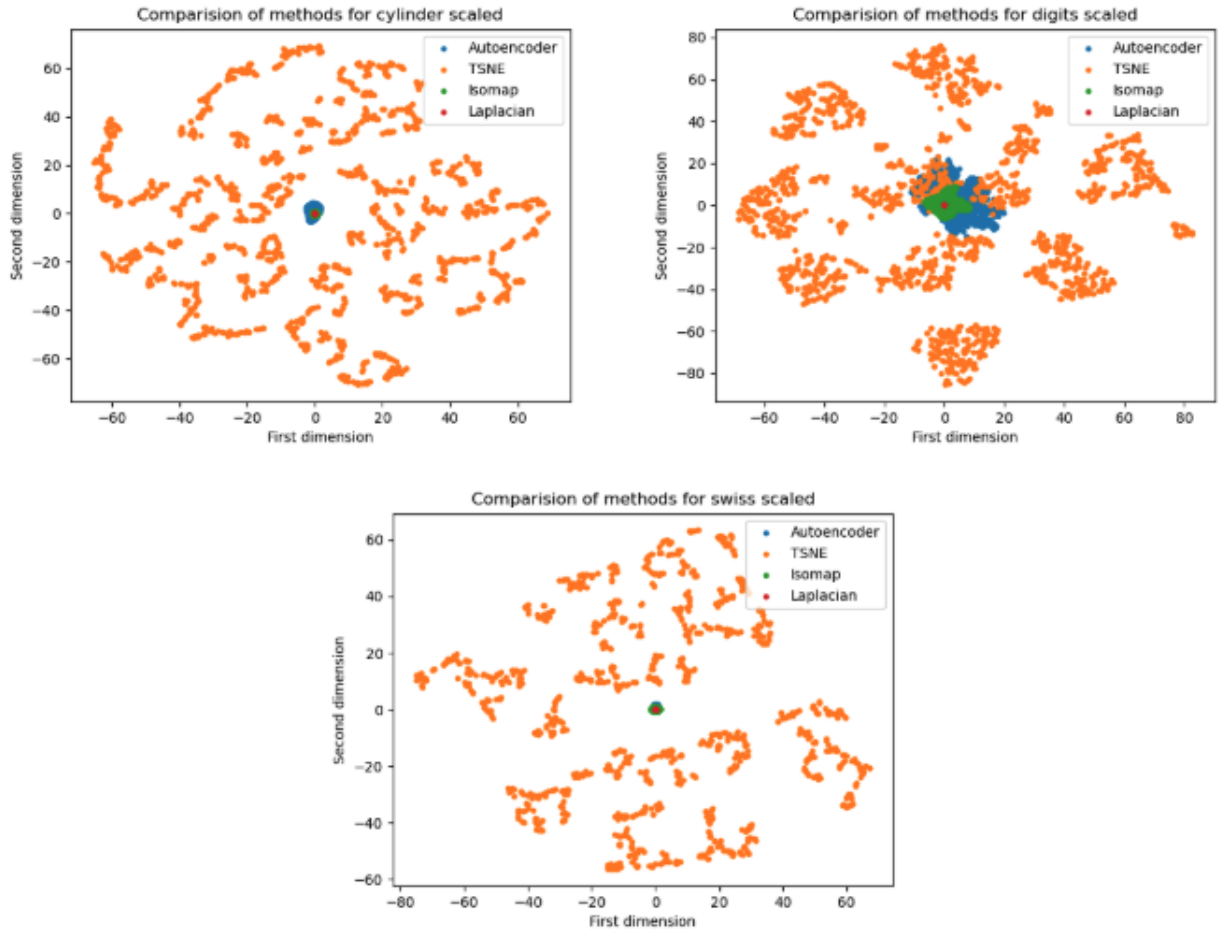 Comparision of methods for cylinder scaled
Autoencoder
TSNE
Isomap
Laplacian
60
40
20
0
−20
−40
−60
Second dimension
−60 −40 −20 0 20 40 60
First dimension
Comparision of methods for digits scaled
Autoencoder
TSNE
Isomap
Laplacian
80
60
40
20
0
−20
−40
−60
−80
Second dimension
−60 −40 −20 0 20 40 60 80
First dimension
Comparision of methods for swiss scaled
Autoencoder
TSNE
Isomap
Laplacian
60
40
20
0
−20
−40
−60
Second dimension
−80 −60 −40 −20 0 20 40 60
First dimension